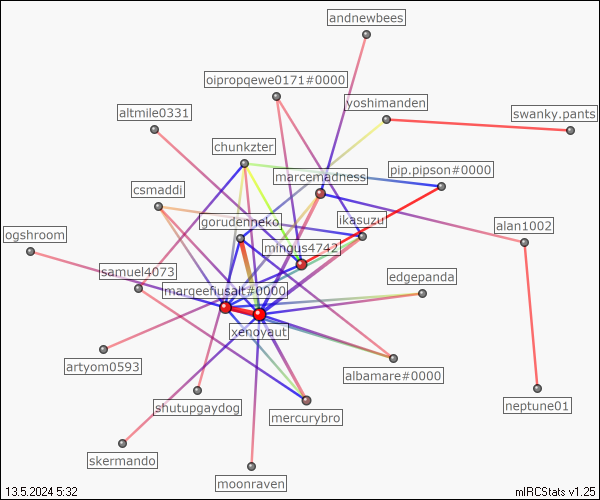 andnewbees
oipropqewe0171#0000
yoshimanden
altmile0331
swanky.pants
chunkzter
marcemadness
pip.pipson#0000
csmaddi
gorudenneko
ikasuzu
alan1002
ogshroom
mingus4742
samuel4073
edgepanda
margeefusalt#0000
xenoyaut
artyom0593
albamare#0000
shutupgaydog
neptune01
mercurybro
skermando
moonraven
13.5.2024 5:32
mIRCStats v1.25